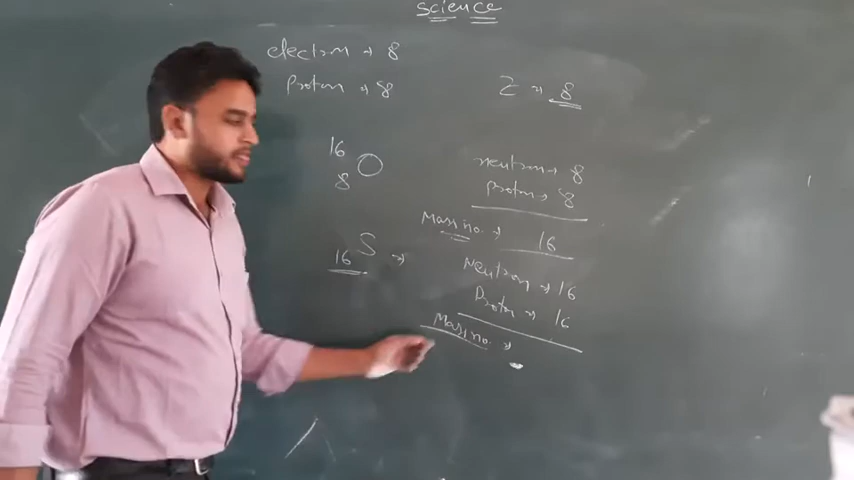 science
electron → 8
Proton → 8
Z → 8
16
8 O
neutron → 8
Proton → 8
Mass no. → 16
16 S →
Neutron → 16
Proton → 16
Mass no. →